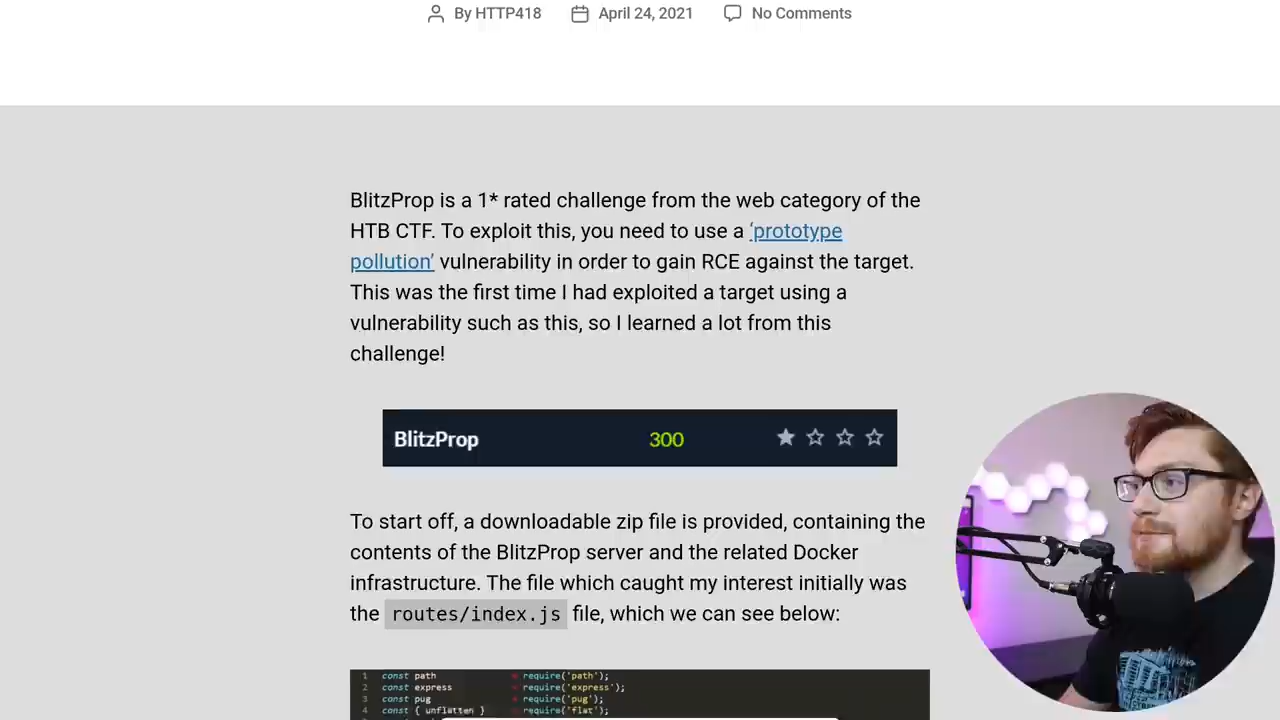 By HTTP418 April 24, 2021 No Comments
BlitzProp is a 1* rated challenge from the web category of the
HTB CTF. To exploit this, you need to use a ‘prototype
pollution’ vulnerability in order to gain RCE against the target.
This was the first time I had exploited a target using a
vulnerability such as this, so I learned a lot from this
challenge!
BlitzProp 300
To start off, a downloadable zip file is provided, containing the
contents of the BlitzProp server and the related Docker
infrastructure. The file which caught my interest initially was
the routes/index.js file, which we can see below:
1 const path = require('path');
2 const express = require('express');
3 const pug = require('pug');
4 const { unflatten } = require('flat');